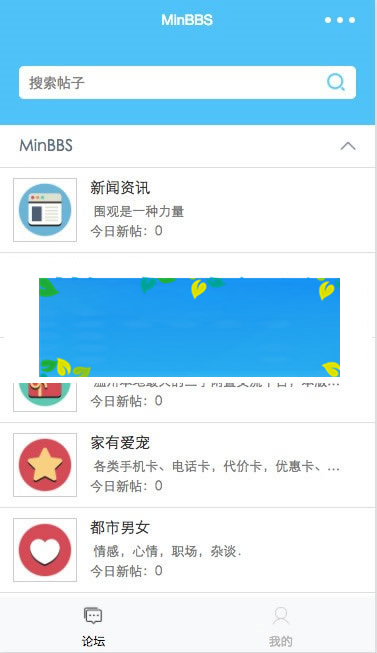 MinBBS
搜索帖子
MinBBS
新闻资讯
围观是一种力量
今日新帖：0
今日新帖：0
家有爱宠
各类手机卡、电话卡，代价卡，优惠卡、...
今日新帖：0
都市男女
情感，心情，职场，杂谈.
今日新帖：0
论坛
我的